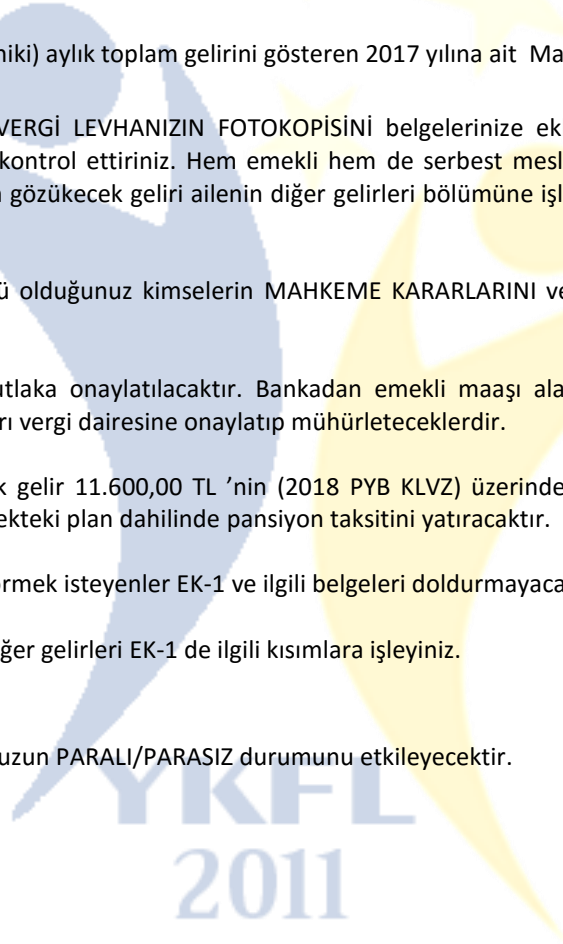 niki) aylık toplam gelirini gösteren 2017 yılına ait Ma
VERGİ LEVHANIZIN FOTOKOPİSİNİ belgelerinize ek
kontrol ettiriniz. Hem emekli hem de serbest mesl
gözükecek geliri ailenin diğer gelirleri bölümüne işl
ü olduğunuz kimselerin MAHKEME KARARLARINI ve
utlaka onaylatılacaktır. Bankadan emekli maaşı ala
rı vergi dairesine onaylatıp mühürleteceklerdir.
k gelir 11.600,00 TL ’nin (2018 PYB KLVZ) üzerinde
ekteki plan dahilinde pansiyon taksitini yatıracaktır.
örmek isteyenler EK-1 ve ilgili belgeleri doldurmayaca
ğer gelirleri EK-1 de ilgili kısımlara işleyiniz.
uzun PARALI/PARASIZ durumunu etkileyecektir.
YKFL
2011